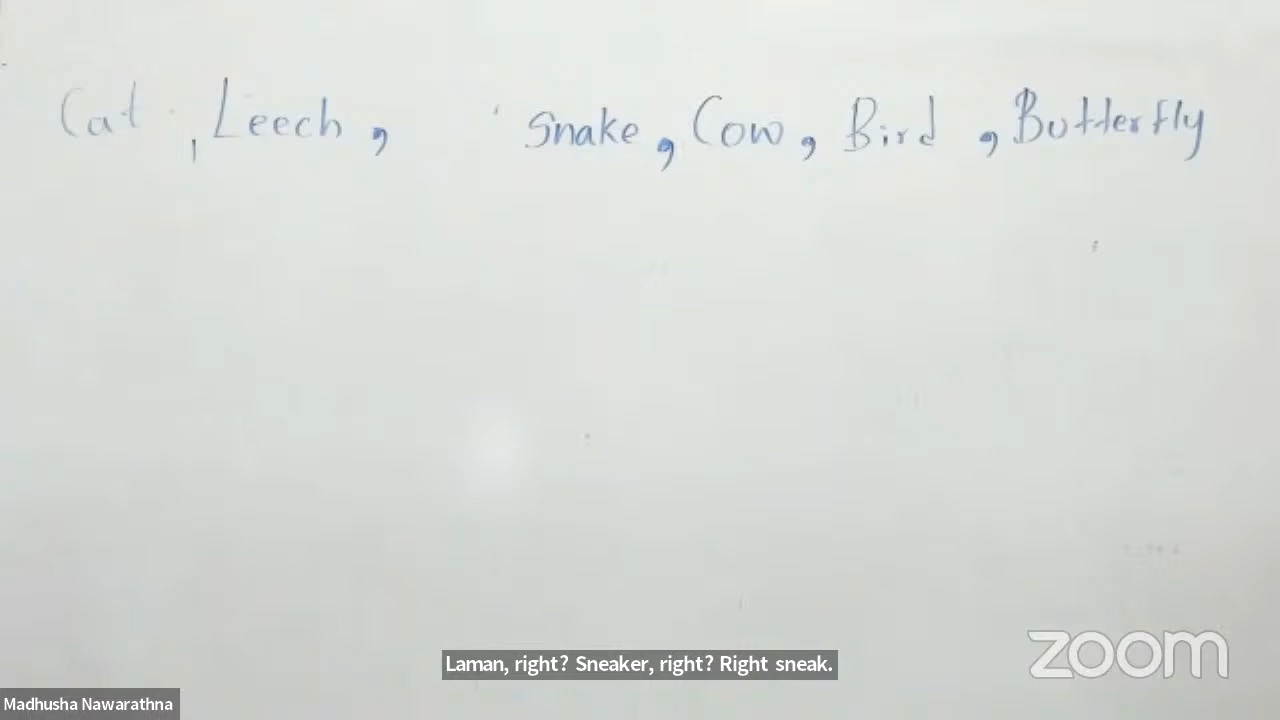 Cat , Leech , Snake , Cow , Bird , Butterfly
Laman, right? Sneaker, right? Right sneak.
zoom
Madhusha Nawarathna